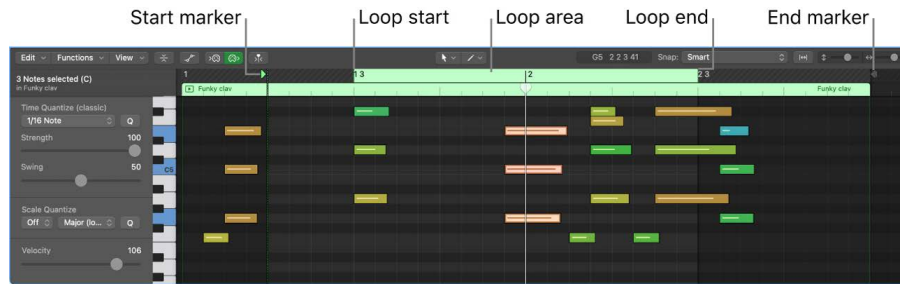 Start marker Loop start Loop area Loop end End marker
Edit Functions View G5 2 2 3 41 Snap: Smart
3 Notes selected (C)
in Funky clav
1 1 3 2 2 3
Funky clav Funky clav
Time Quantize (classic)
1/16 Note Q
Strength 100
Swing 50
C5
Scale Quantize
Off Major (lo... Q
Velocity 106